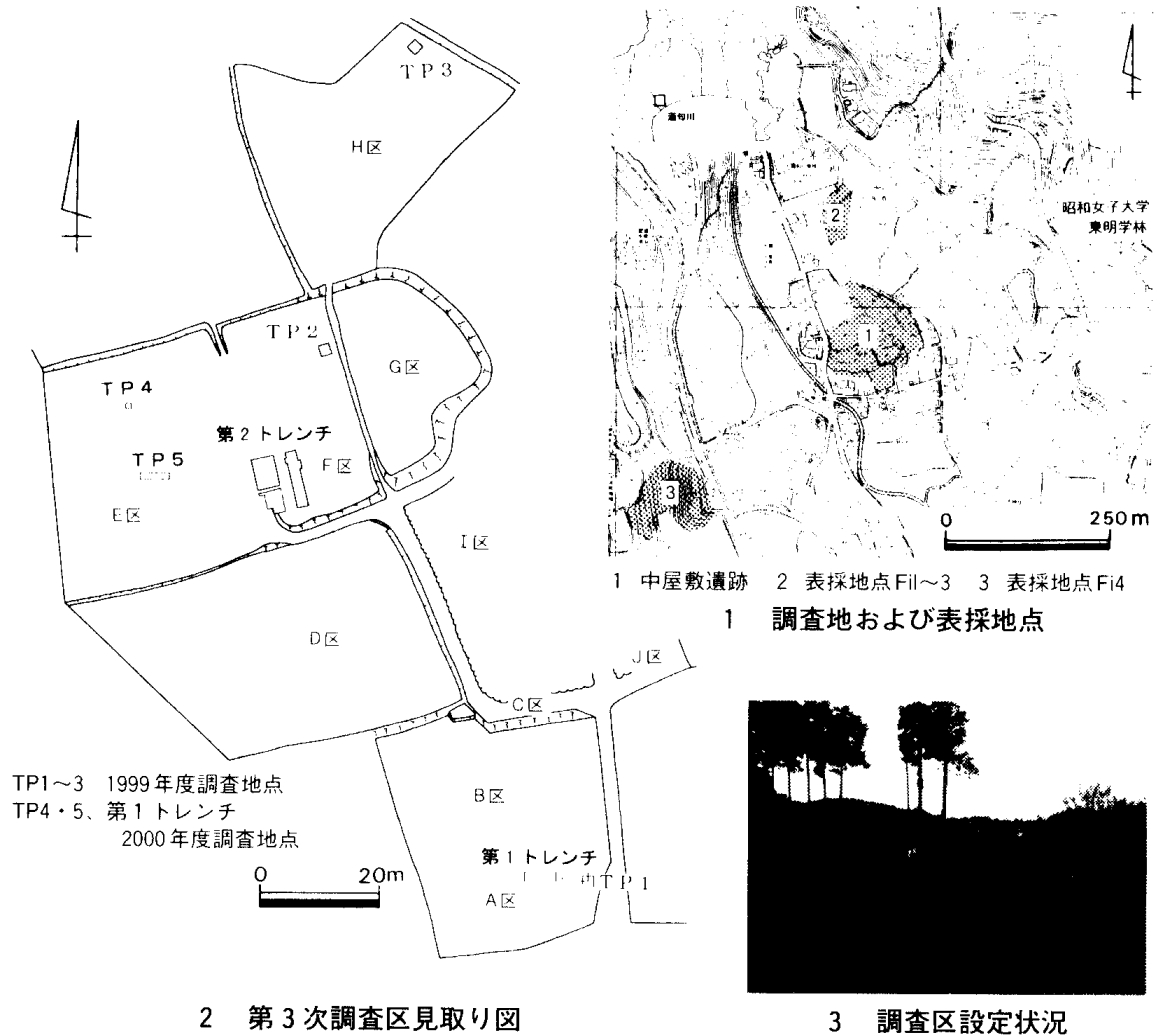 TP3
H区
TP2
G区
TP4
第2トレンチ
TP5
F区
E区
I区
D区
J区
C区
B区
第1トレンチ
TP1
A区
TP1～3 1999年度調査地点
TP4・5、第1トレンチ
2000年度調査地点
0 20m
2 第3次調査区見取り図
酒匂川
2
昭和女子大学
東明学林
1
3
0 250m
1 中屋敷遺跡 2 表採地点Fi1～3 3 表採地点Fi4
1 調査地および表採地点
3 調査区設定状況